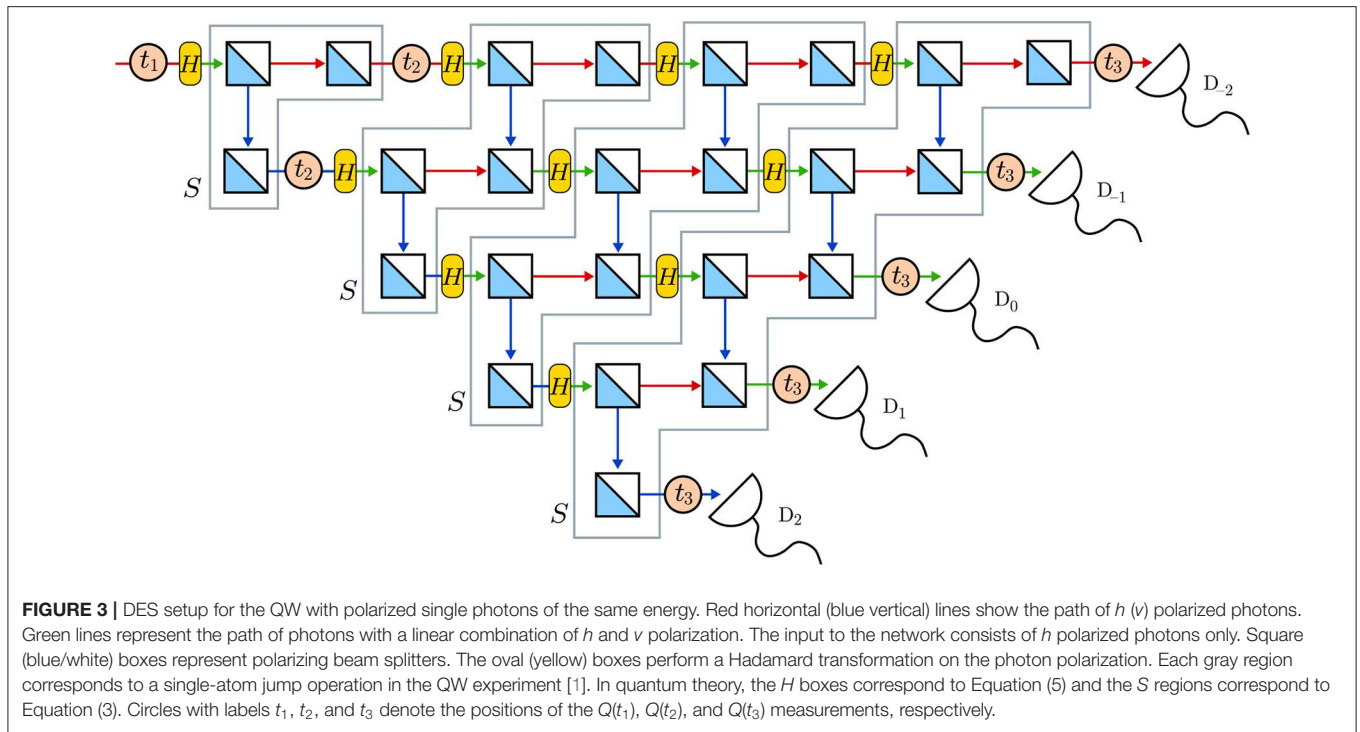 t₁ H t₂ H H H t₃ D₋₂
S t₂ H H H t₃ D₋₁
S H H t₃ D₀
S H t₃ D₁
S t₃ D₂
FIGURE 3 | DES setup for the QW with polarized single photons of the same energy. Red horizontal (blue vertical) lines show the path of h (v) polarized photons.
Green lines represent the path of photons with a linear combination of h and v polarization. The input to the network consists of h polarized photons only. Square
(blue/white) boxes represent polarizing beam splitters. The oval (yellow) boxes perform a Hadamard transformation on the photon polarization. Each gray region
corresponds to a single-atom jump operation in the QW experiment [1]. In quantum theory, the H boxes correspond to Equation (5) and the S regions correspond to
Equation (3). Circles with labels t₁, t₂, and t₃ denote the positions of the Q(t₁), Q(t₂), and Q(t₃) measurements, respectively.